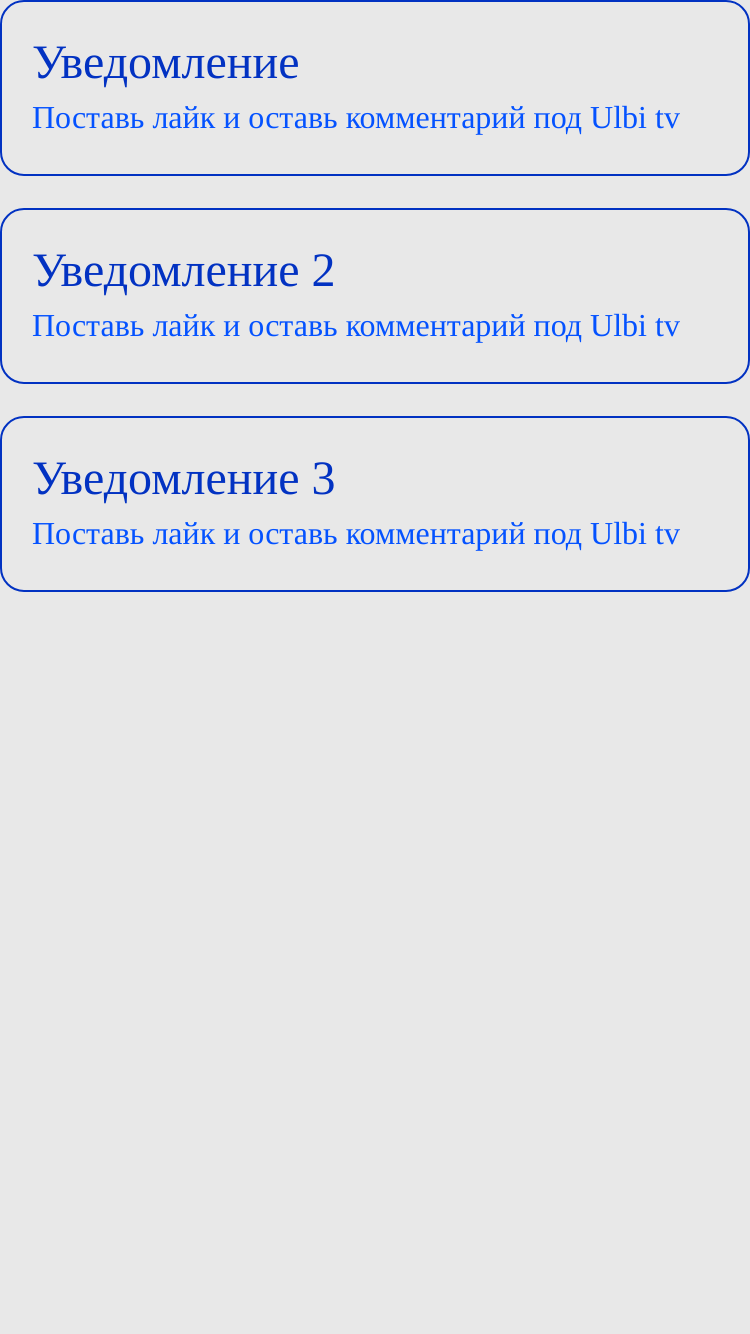 Уведомление
Поставь лайк и оставь комментарий под Ulbi tv
Уведомление 2
Поставь лайк и оставь комментарий под Ulbi tv
Уведомление 3
Поставь лайк и оставь комментарий под Ulbi tv